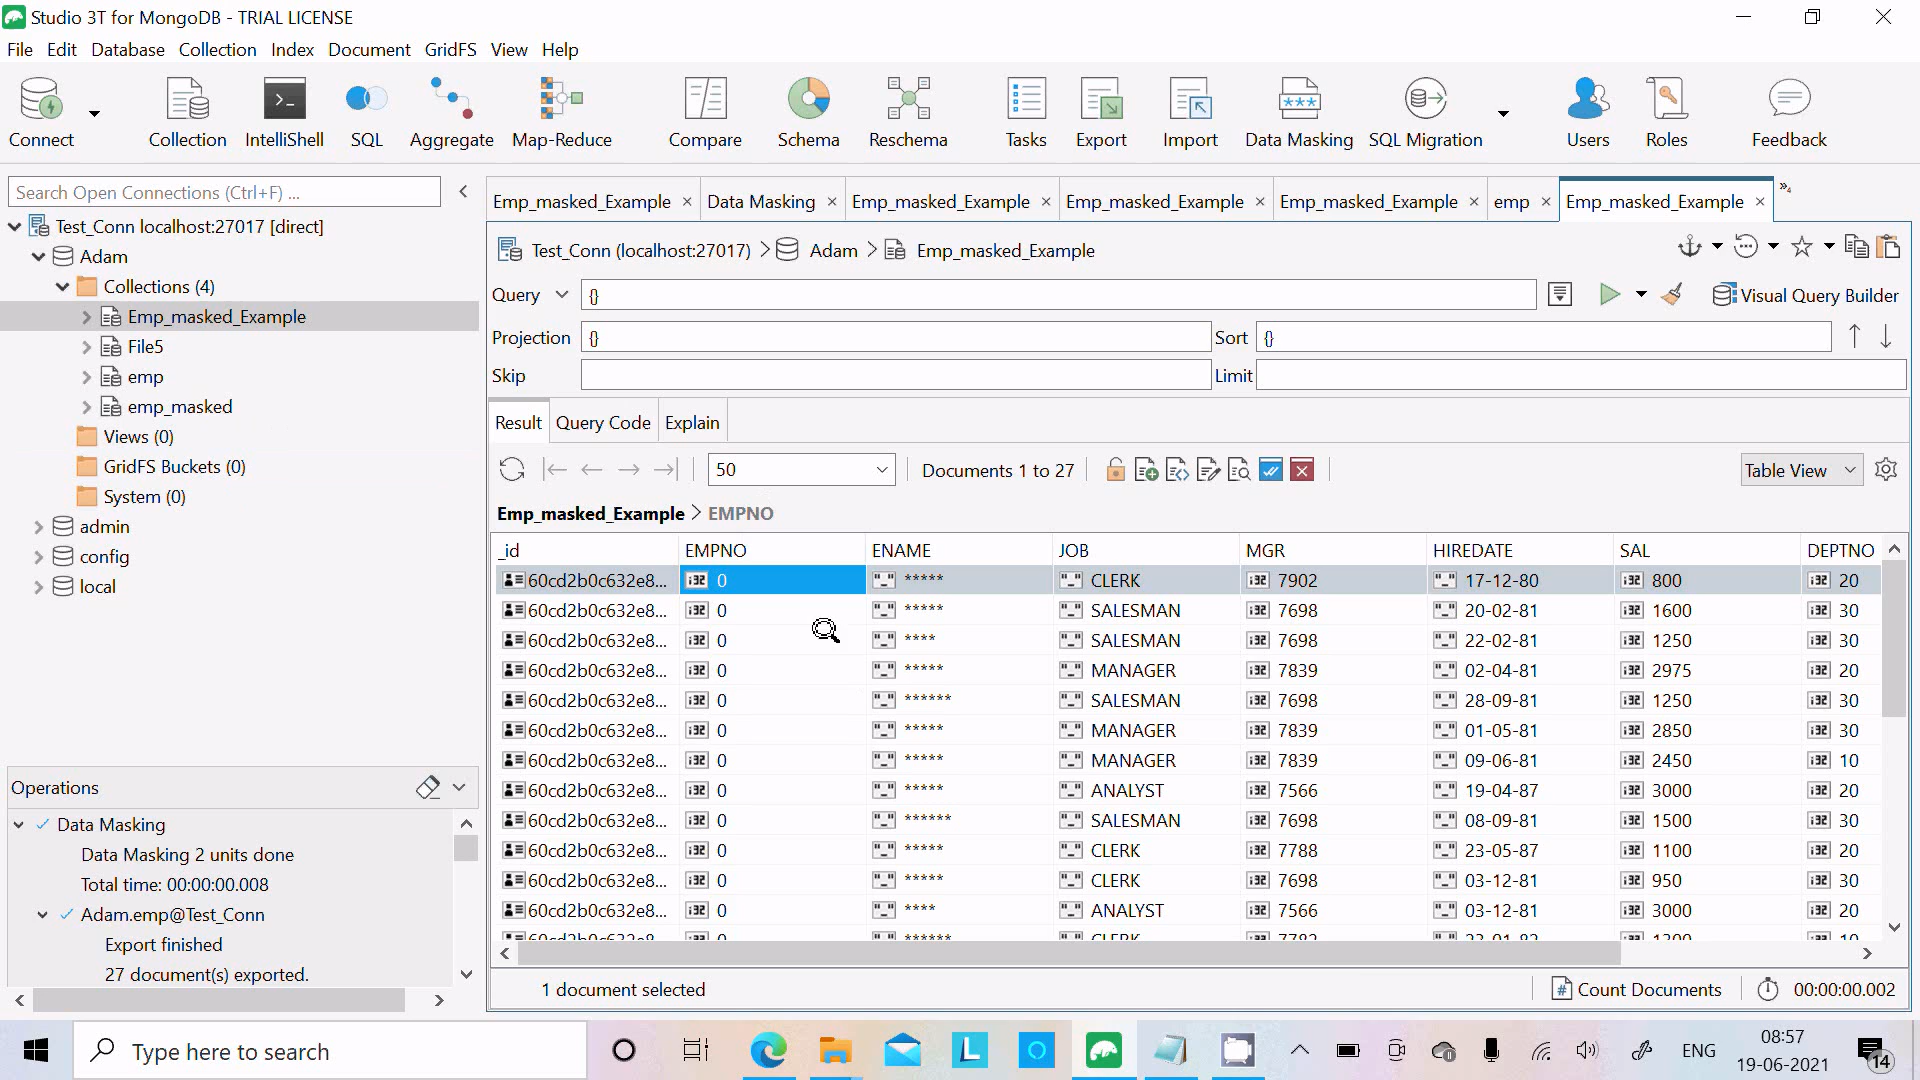 Studio 3T for MongoDB - TRIAL LICENSE
File Edit Database Collection Index Document GridFS View Help
Connect Collection IntelliShell SQL Aggregate Map-Reduce Compare Schema Reschema Tasks Export Import Data Masking SQL Migration Users Roles Feedback
Search Open Connections (Ctrl+F) ...
Test_Conn localhost:27017 [direct]
Adam
Collections (4)
Emp_masked_Example
File5
emp
emp_masked
Views (0)
GridFS Buckets (0)
System (0)
admin
config
local
Operations
Data Masking
Data Masking 2 units done
Total time: 00:00:00.008
Adam.emp@Test_Conn
Export finished
27 document(s) exported.
Emp_masked_Example Data Masking Emp_masked_Example Emp_masked_Example Emp_masked_Example emp Emp_masked_Example »4
Test_Conn (localhost:27017) Adam Emp_masked_Example
Query {} Visual Query Builder
Projection {} Sort {}
Skip Limit
Result Query Code Explain
50 Documents 1 to 27 Table View
Emp_masked_Example > EMPNO
_id EMPNO ENAME JOB MGR HIREDATE SAL DEPTNO
60cd2b0c632e8... 0 ***** CLERK 7902 17-12-80 800 20
60cd2b0c632e8... 0 ***** SALESMAN 7698 20-02-81 1600 30
60cd2b0c632e8... 0 **** SALESMAN 7698 22-02-81 1250 30
60cd2b0c632e8... 0 ***** MANAGER 7839 02-04-81 2975 20
60cd2b0c632e8... 0 ****** SALESMAN 7698 28-09-81 1250 30
60cd2b0c632e8... 0 ***** MANAGER 7839 01-05-81 2850 30
60cd2b0c632e8... 0 ***** MANAGER 7839 09-06-81 2450 10
60cd2b0c632e8... 0 ***** ANALYST 7566 19-04-87 3000 20
60cd2b0c632e8... 0 ****** SALESMAN 7698 08-09-81 1500 30
60cd2b0c632e8... 0 ***** CLERK 7788 23-05-87 1100 20
60cd2b0c632e8... 0 ***** CLERK 7698 03-12-81 950 30
60cd2b0c632e8... 0 **** ANALYST 7566 03-12-81 3000 20
1 document selected Count Documents 00:00:00.002
Type here to search
ENG
08:57
19-06-2021
14